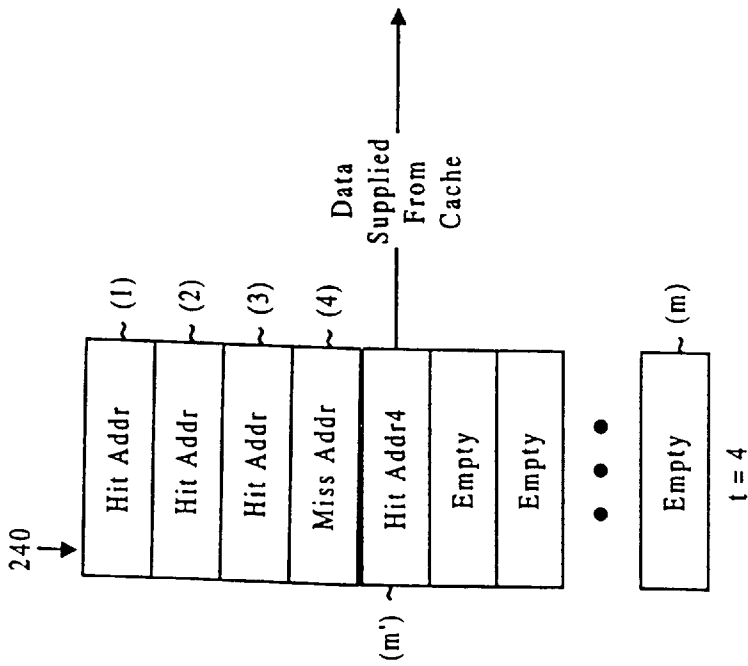 240
Hit Addr
(1)
Hit Addr
(2)
Hit Addr
(3)
Miss Addr
(4)
(m')
Hit Addr4
Data
Supplied
From
Cache
Empty
Empty
Empty
(m)
t = 4